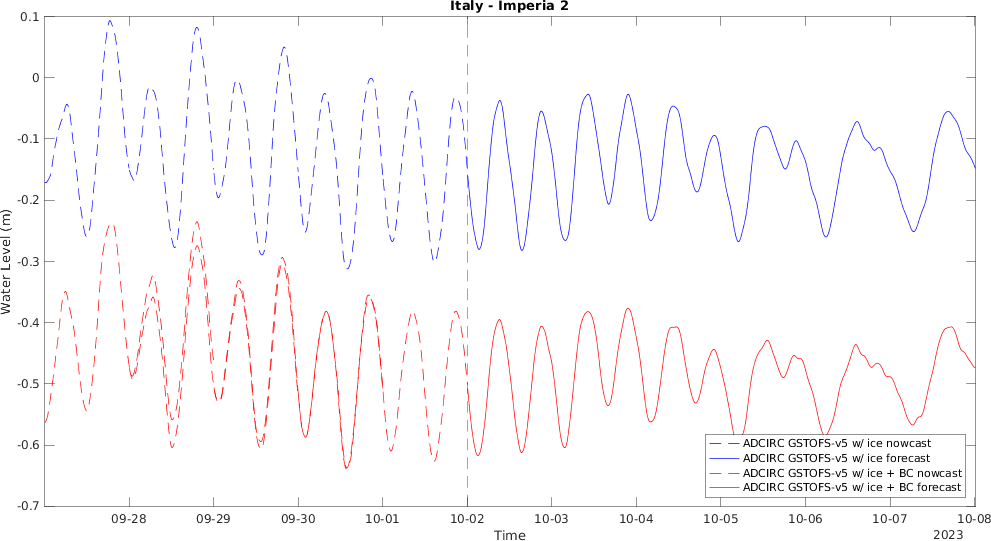 Italy - Imperia 2
Water Level (m)
0.1
0
-0.1
-0.2
-0.3
-0.4
-0.5
-0.6
-0.7
ADCIRC GSTOFS-v5 w/ ice nowcast
ADCIRC GSTOFS-v5 w/ ice forecast
ADCIRC GSTOFS-v5 w/ ice + BC nowcast
ADCIRC GSTOFS-v5 w/ ice + BC forecast
09-28 09-29 09-30 10-01 10-02 10-03 10-04 10-05 10-06 10-07 10-08
Time
2023